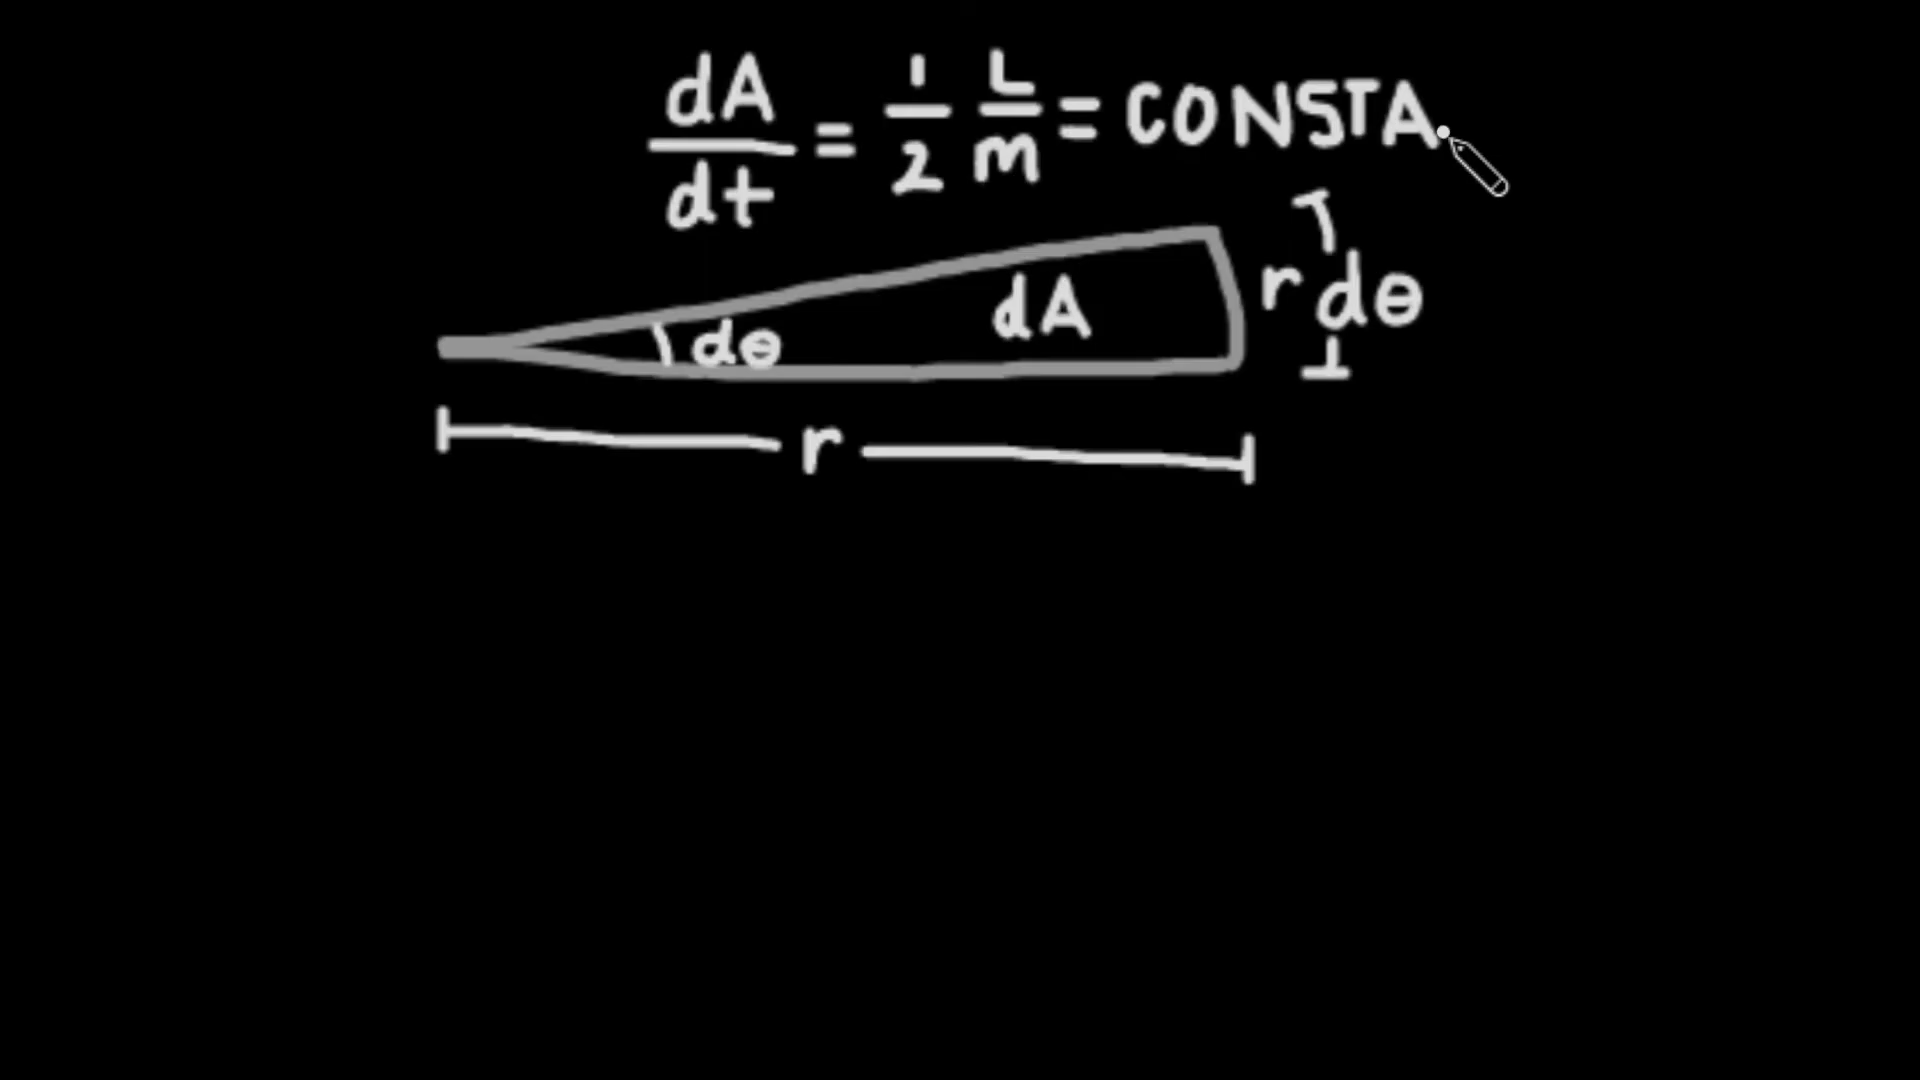 dA/dt = 1/2 L/m = CONSTA
dθ dA r dθ
r